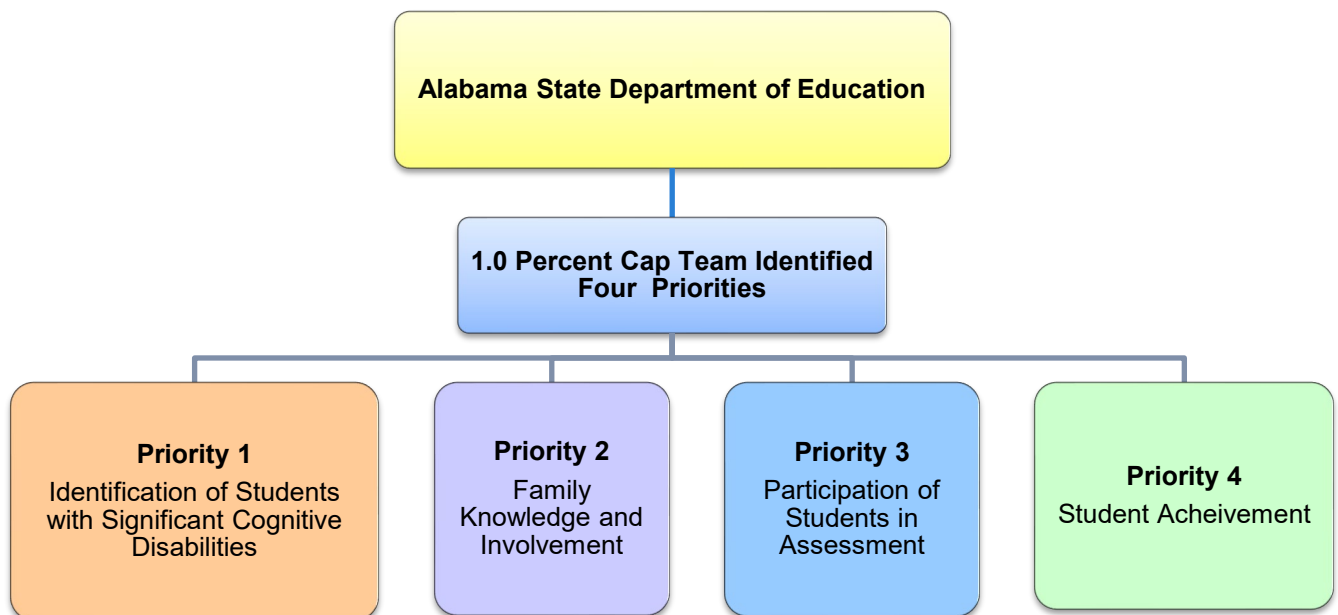 Alabama State Department of Education
1.0 Percent Cap Team Identified
Four Priorities
Priority 1
Identification of Students
with Significant Cognitive
Disabilities
Priority 2
Family
Knowledge and
Involvement
Priority 3
Participation of
Students in
Assessment
Priority 4
Student Acheivement